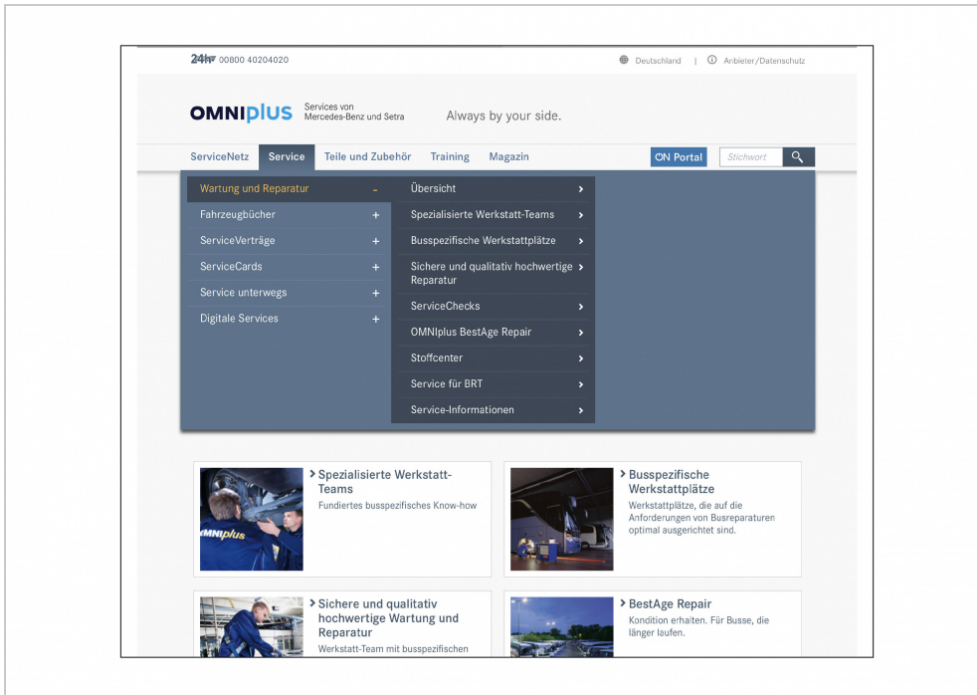 24hr 00800 40204020
Deutschland | Anbieter/Datenschutz
OMNIplus Services von
Mercedes-Benz und Setra
Always by your side.
ServiceNetz Service Teile und Zubehör Training Magazin ON Portal Stichwort
Wartung und Reparatur -
Fahrzeugbücher +
ServiceVerträge +
ServiceCards +
Service unterwegs +
Digitale Services +
Übersicht
Spezialisierte Werkstatt-Teams
Busspezifische Werkstattplätze
Sichere und qualitativ hochwertige
Reparatur
ServiceChecks
OMNIplus BestAge Repair
Stoffcenter
Service für BRT
Service-Informationen
OMNIplus
Spezialisierte Werkstatt-
Teams
Fundiertes busspezifisches Know-how
Busspezifische
Werkstattplätze
Werkstattplätze, die auf die
Anforderungen von Busreparaturen
optimal ausgerichtet sind.
Sichere und qualitativ
hochwertige Wartung und
Reparatur
Werkstatt-Team mit busspezifischen
BestAge Repair
Kondition erhalten. Für Busse, die
länger laufen.